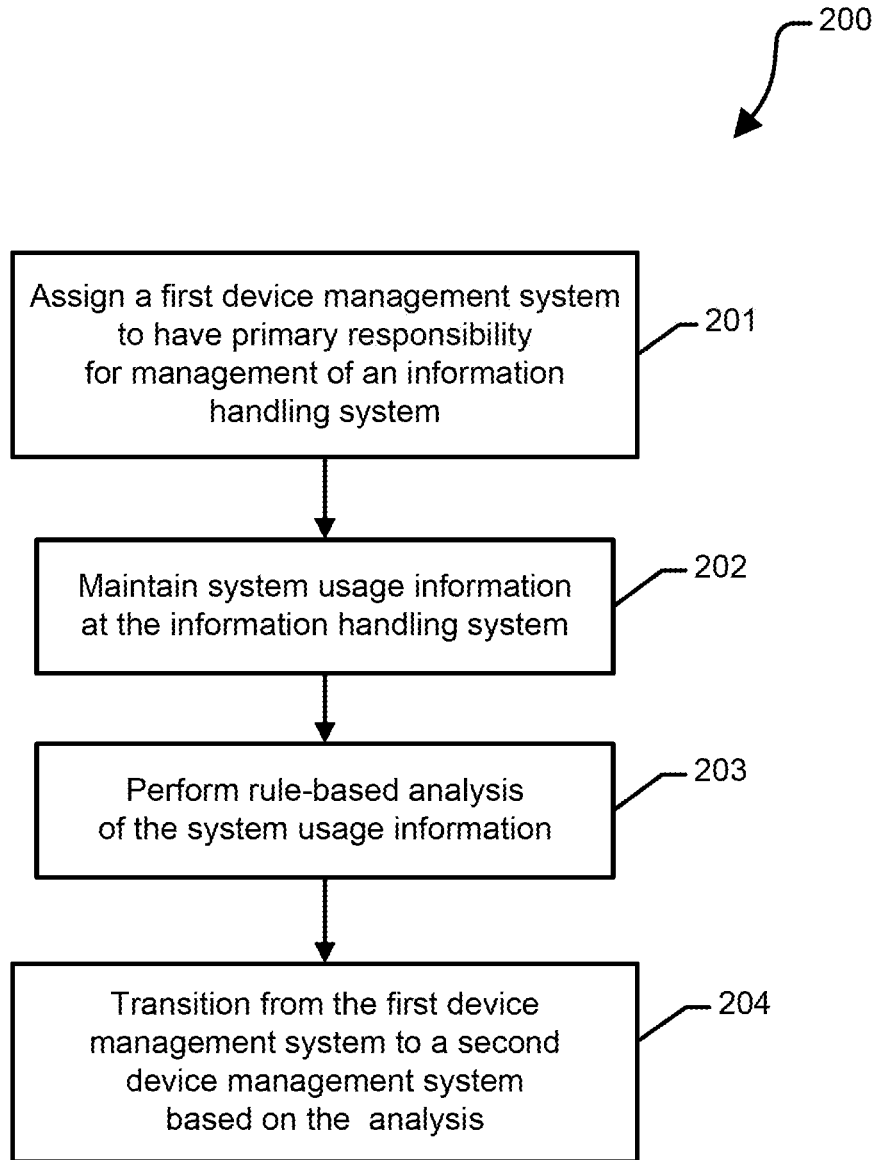 200
Assign a first device management system
to have primary responsibility
for management of an information
handling system
201
Maintain system usage information
at the information handling system
202
Perform rule-based analysis
of the system usage information
203
Transition from the first device
management system to a second
device management system
based on the analysis
204